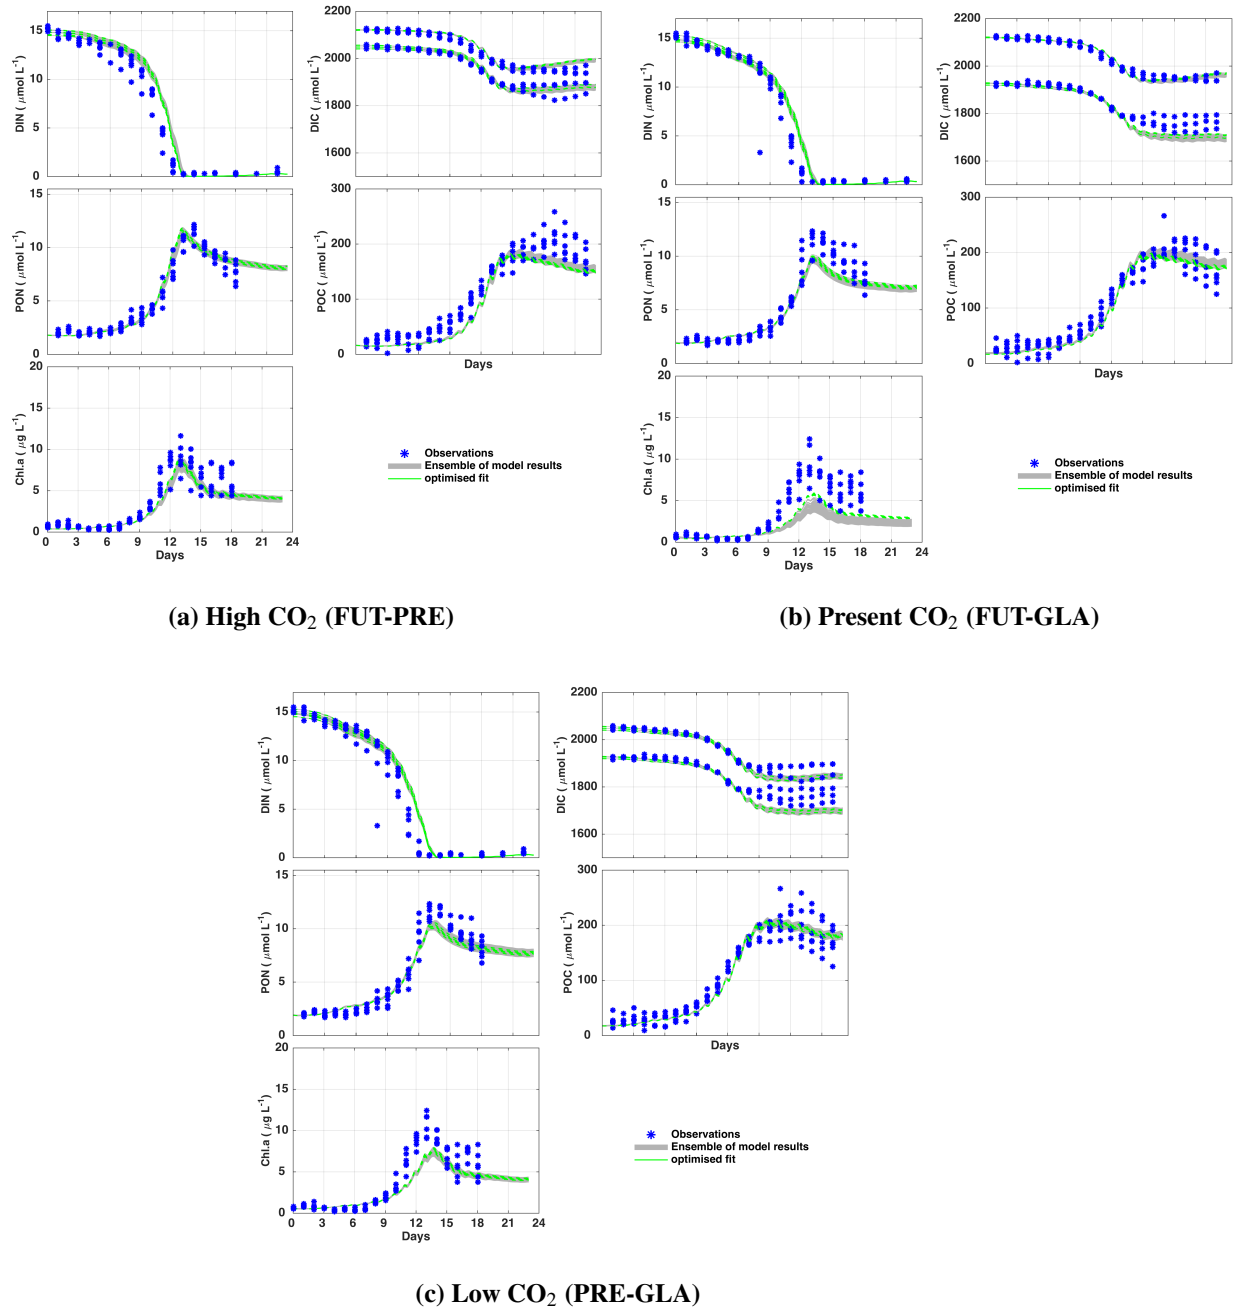 15
10
5
0
DIN ( μmol L-1)
2200
2000
1800
1600
DIC ( μmol L-1)
15
10
5
0
PON ( μmol L-1)
300
200
100
0
POC ( μmol L-1)
Days
20
15
10
5
0
Chl.a ( μg L-1)
0 3 6 9 12 15 18 21 24
Days
Observations
Ensemble of model results
optimised fit
(a) High CO2 (FUT-PRE)
15
10
5
0
DIN ( μmol L-1)
2200
2000
1800
1600
DIC ( μmol L-1)
15
10
5
0
PON ( μmol L-1)
300
200
100
0
POC ( μmol L-1)
Days
20
15
10
5
0
Chl.a ( μg L-1)
0 3 6 9 12 15 18 21 24
Days
Observations
Ensemble of model results
optimised fit
(b) Present CO2 (FUT-GLA)
15
10
5
0
DIN ( μmol L-1)
2200
2000
1800
1600
DIC ( μmol L-1)
15
10
5
0
PON ( μmol L-1)
300
200
100
0
POC ( μmol L-1)
Days
20
15
10
5
0
Chl.a ( μg L-1)
0 3 6 9 12 15 18 21 24
Days
Observations
Ensemble of model results
optimised fit
(c) Low CO2 (PRE-GLA)